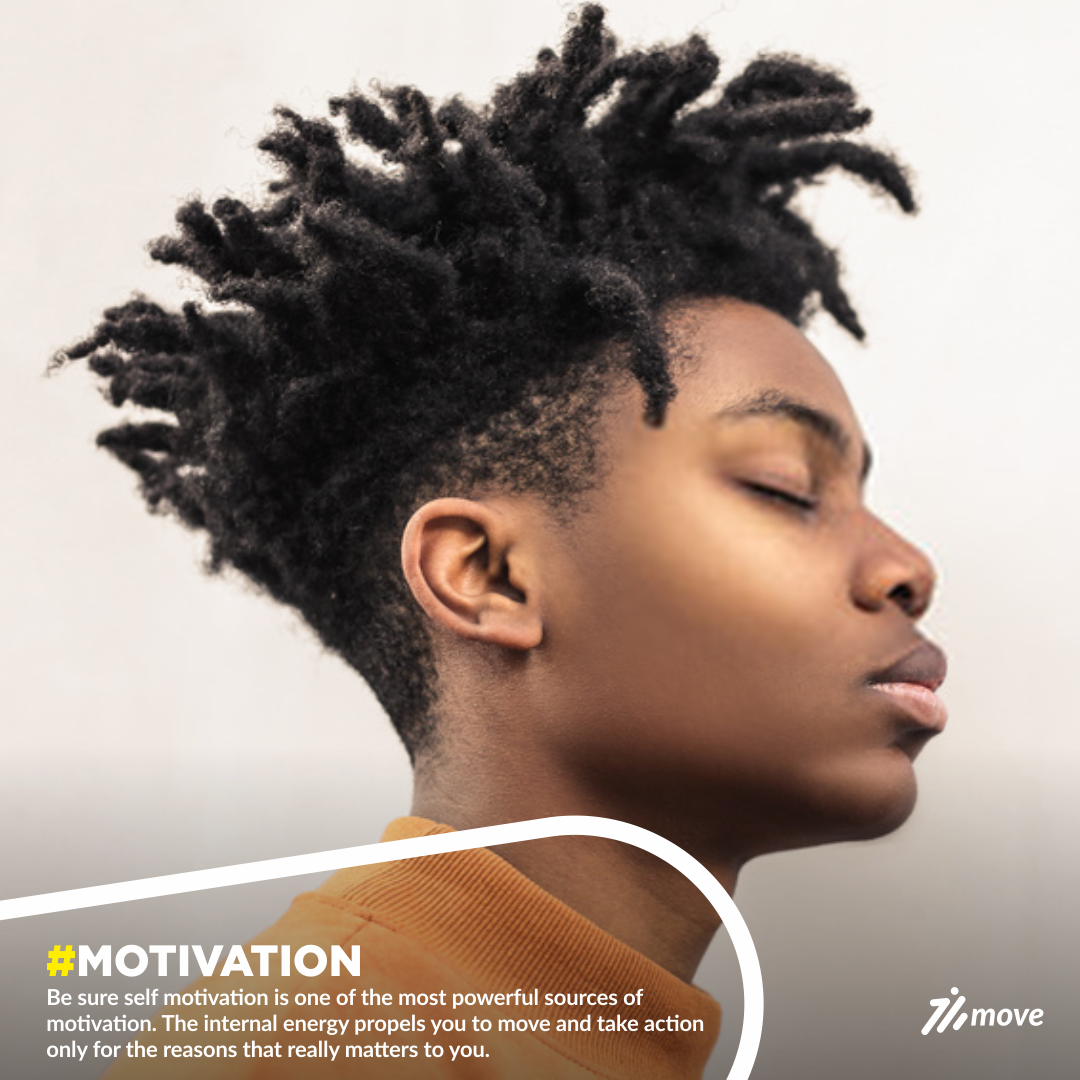 #MOTIVATION
Be sure self motivation is one of the most powerful sources of
motivation. The internal energy propels you to move and take action
only for the reasons that really matters to you.
move